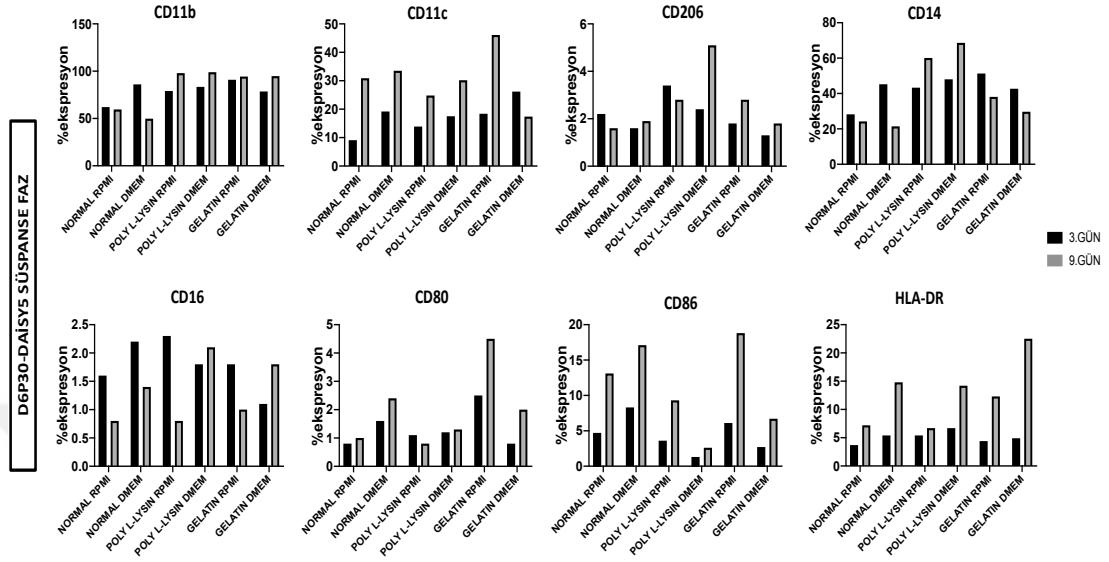 D6P30-DAİSY5 SÜSPANSE FAZ
CD11b
%ekspresyon
150
100
50
0
NORMAL RPMI
NORMAL DMEM
POLY L-LYSIN RPMI
POLY L-LYSIN DMEM
GELATIN RPMI
GELATIN DMEM
CD11c
%ekspresyon
50
40
30
20
10
0
NORMAL RPMI
NORMAL DMEM
POLY L-LYSIN RPMI
POLY L-LYSIN DMEM
GELATIN RPMI
GELATIN DMEM
CD206
%ekspresyon
6
4
2
0
NORMAL RPMI
NORMAL DMEM
POLY L-LYSIN RPMI
POLY L-LYSIN DMEM
GELATIN RPMI
GELATIN DMEM
CD14
%ekspresyon
80
60
40
20
0
NORMAL RPMI
NORMAL DMEM
POLY L-LYSIN RPMI
POLY L-LYSIN DMEM
GELATIN RPMI
GELATIN DMEM
3.GÜN
9.GÜN
CD16
%ekspresyon
2.5
2.0
1.5
1.0
0.5
0.0
NORMAL RPMI
NORMAL DMEM
POLY L-LYSIN RPMI
POLY L-LYSIN DMEM
GELATIN RPMI
GELATIN DMEM
CD80
%ekspresyon
5
4
3
2
1
0
NORMAL RPMI
NORMAL DMEM
POLY L-LYSIN RPMI
POLY L-LYSIN DMEM
GELATIN RPMI
GELATIN DMEM
CD86
%ekspresyon
20
15
10
5
0
NORMAL RPMI
NORMAL DMEM
POLY L-LYSIN RPMI
POLY L-LYSIN DMEM
GELATIN RPMI
GELATIN DMEM
HLA-DR
%ekspresyon
25
20
15
10
5
0
NORMAL RPMI
NORMAL DMEM
POLY L-LYSIN RPMI
POLY L-LYSIN DMEM
GELATIN RPMI
GELATIN DMEM